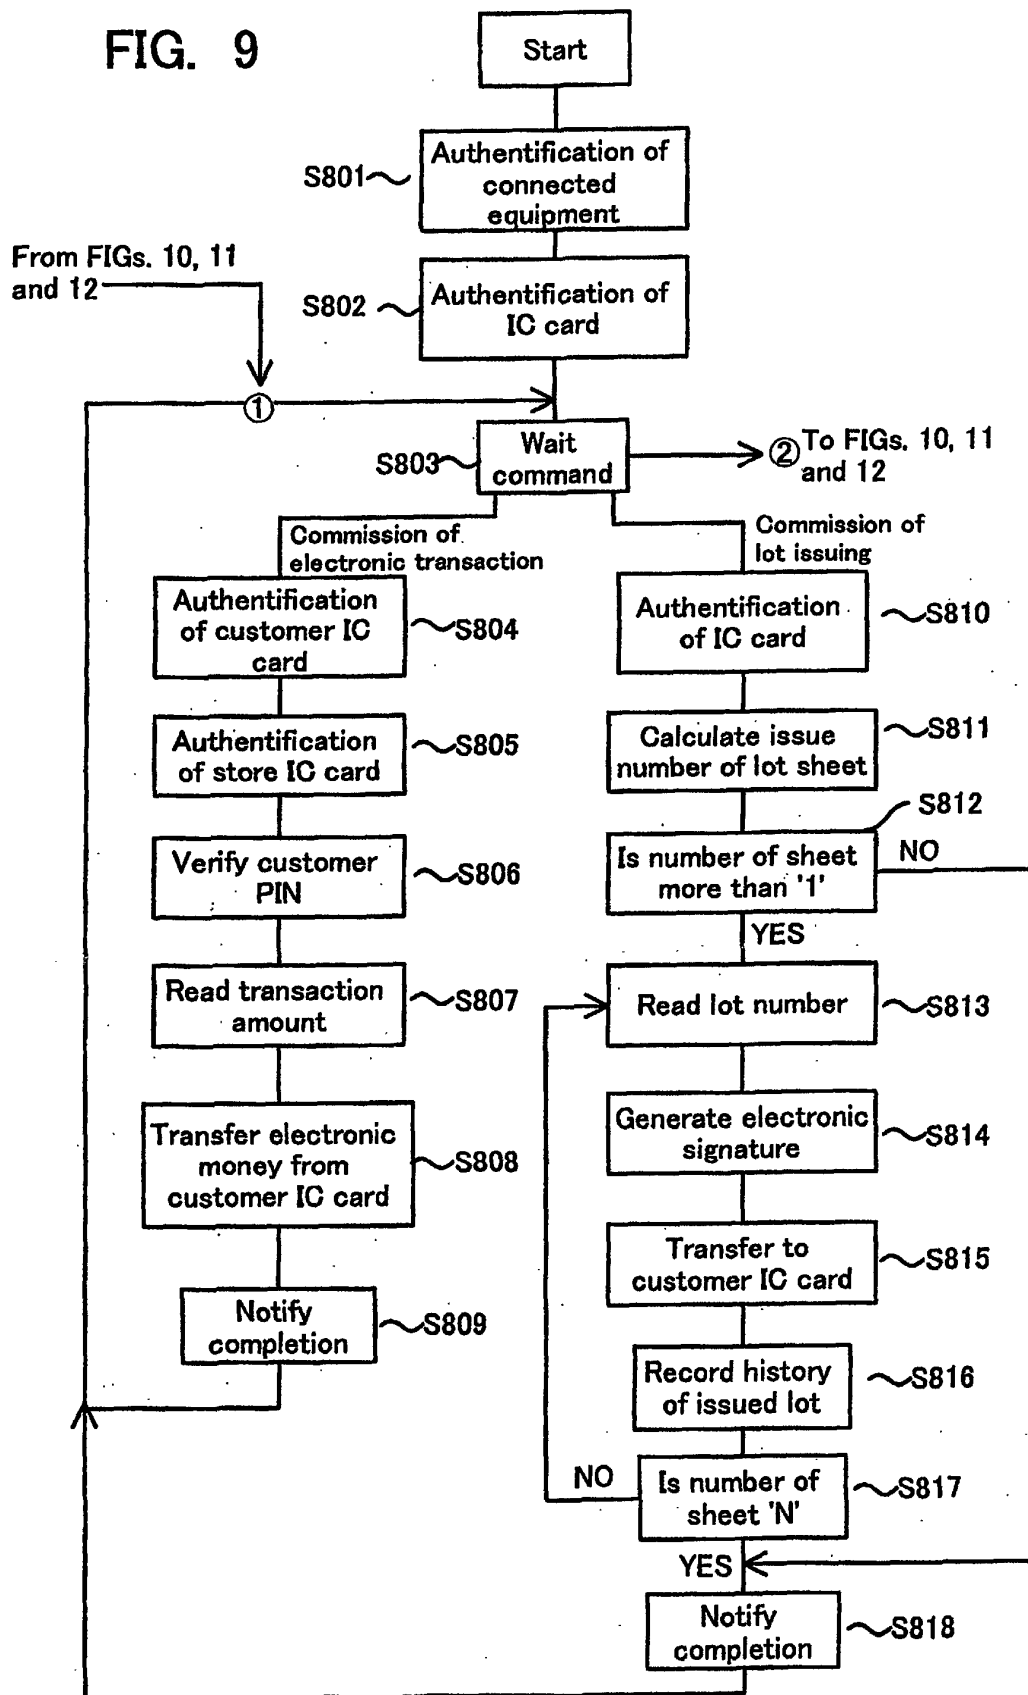 FIG. 9
Start
Authentification of
connected
equipment
S801
From FIGs. 10, 11
and 12
Authentification of
IC card
S802
①
Wait
command
S803
②To FIGs. 10, 11
and 12
Commission of
electronic transaction
Commission of
lot issuing
Authentification
of customer IC
card
S804
Authentification
of IC card
S810
Authentification
of store IC card
S805
Calculate issue
number of lot sheet
S811
Verify customer
PIN
S806
Is number of sheet
more than '1'
S812
NO
YES
Read transaction
amount
S807
Read lot number
S813
Transfer electronic
money from
customer IC card
S808
Generate electronic
signature
S814
Transfer to
customer IC card
S815
Notify
completion
S809
Record history
of issued lot
S816
NO
Is number of
sheet 'N'
S817
YES
Notify
completion
S818